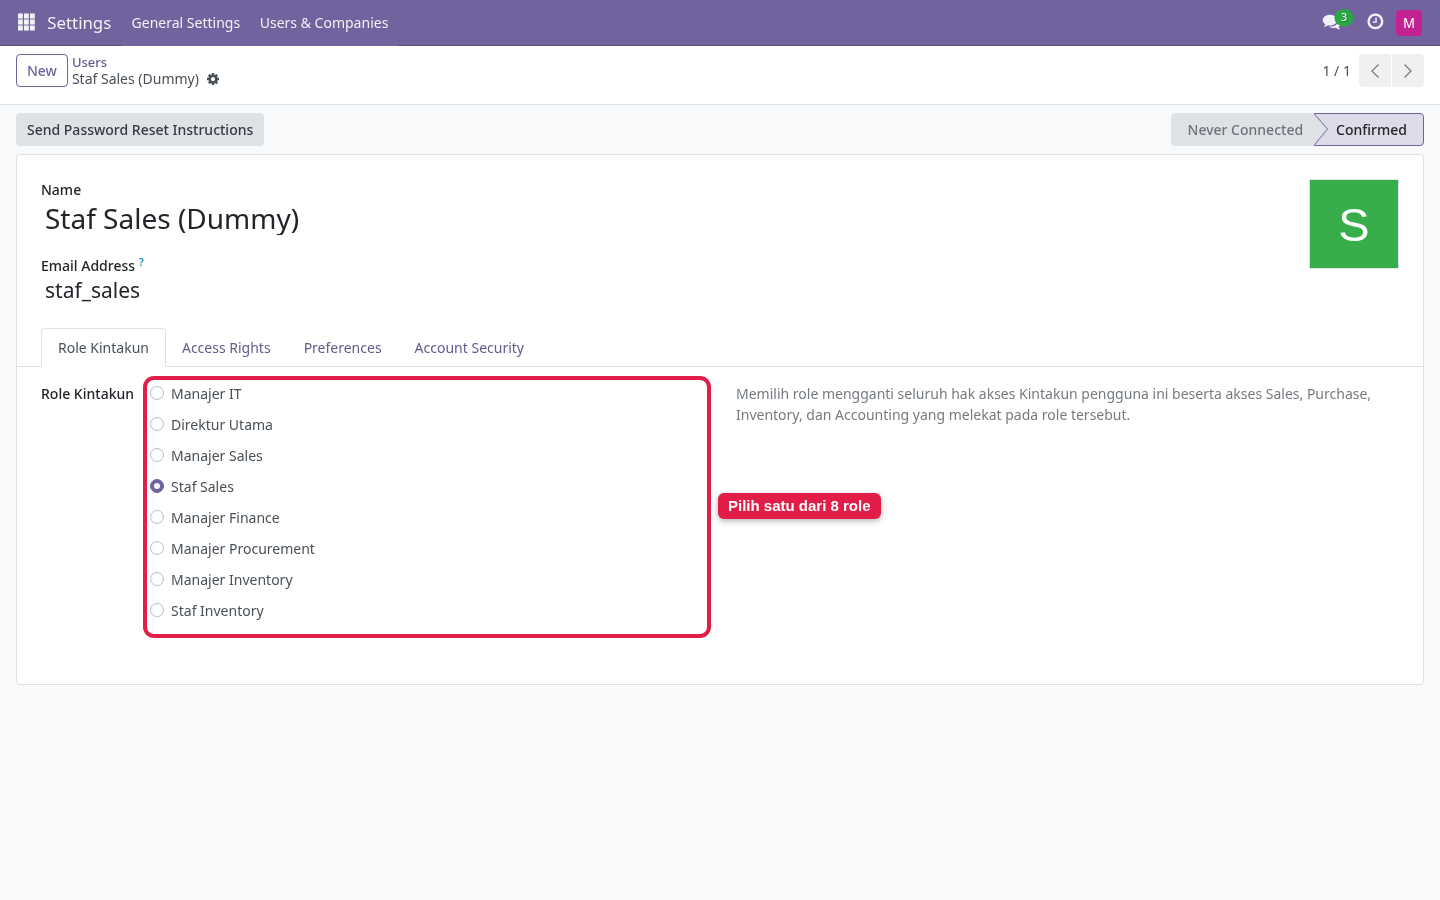 Settings General Settings Users & Companies 3 M
New Users
Staf Sales (Dummy)
1 / 1
Send Password Reset Instructions Never Connected Confirmed
Name
Staf Sales (Dummy)
S
Email Address ?
staf_sales
Role Kintakun Access Rights Preferences Account Security
Role Kintakun
Manajer IT
Direktur Utama
Manajer Sales
Staf Sales
Manajer Finance
Manajer Procurement
Manajer Inventory
Staf Inventory
Memilih role mengganti seluruh hak akses Kintakun pengguna ini beserta akses Sales, Purchase,
Inventory, dan Accounting yang melekat pada role tersebut.
Pilih satu dari 8 role